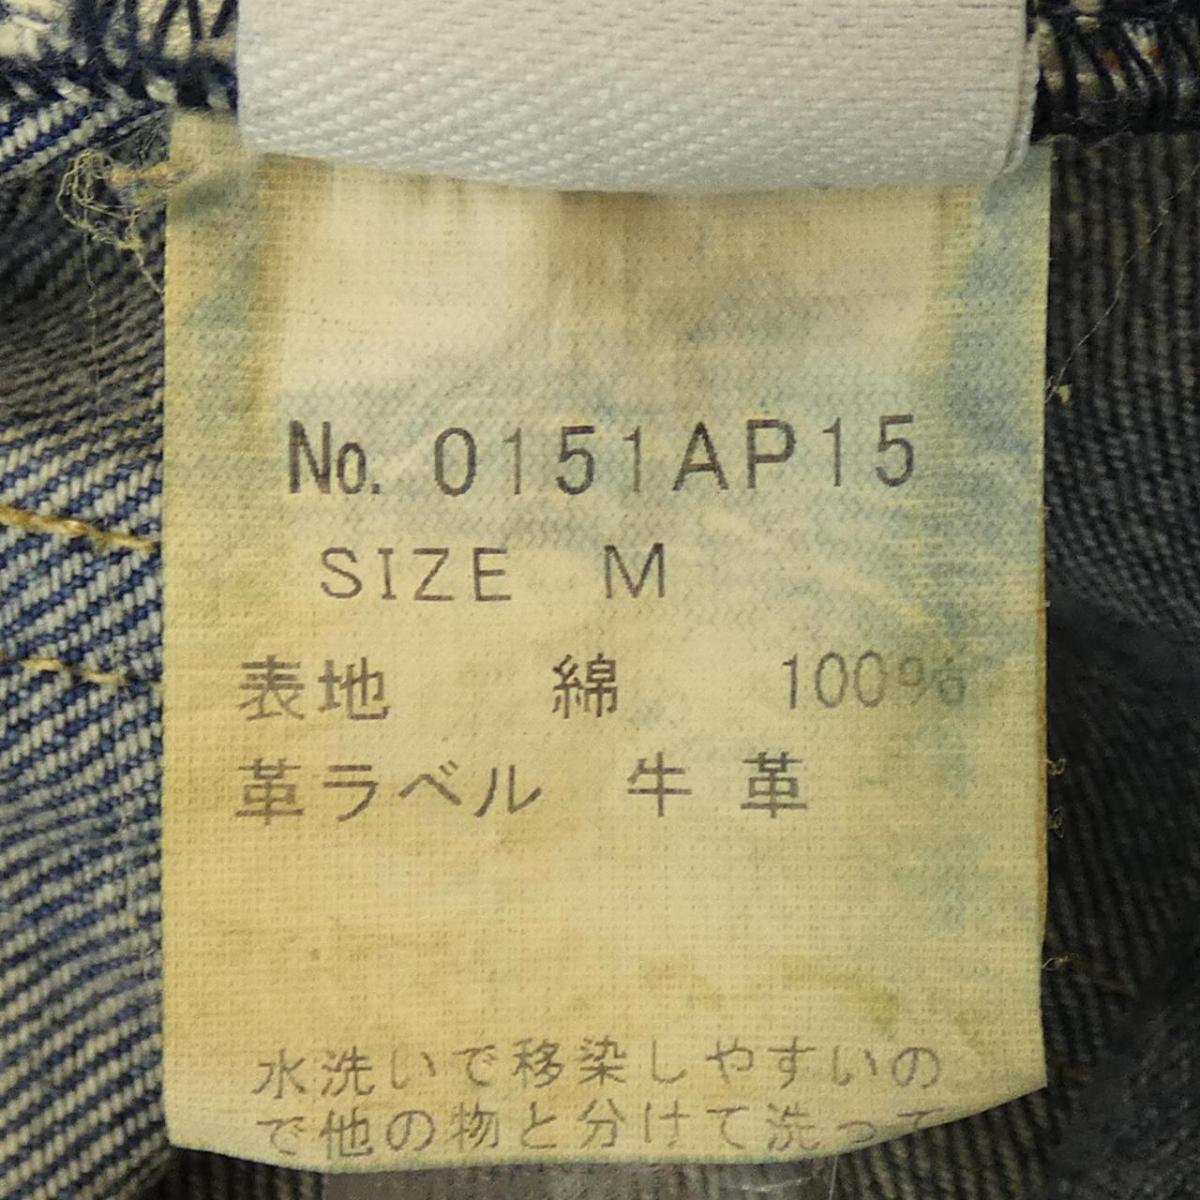 No. 0151AP15
SIZE M
表地 綿 100%
革ラベル 牛革
水洗いで移染しやすいの
で他の物と分けて洗って